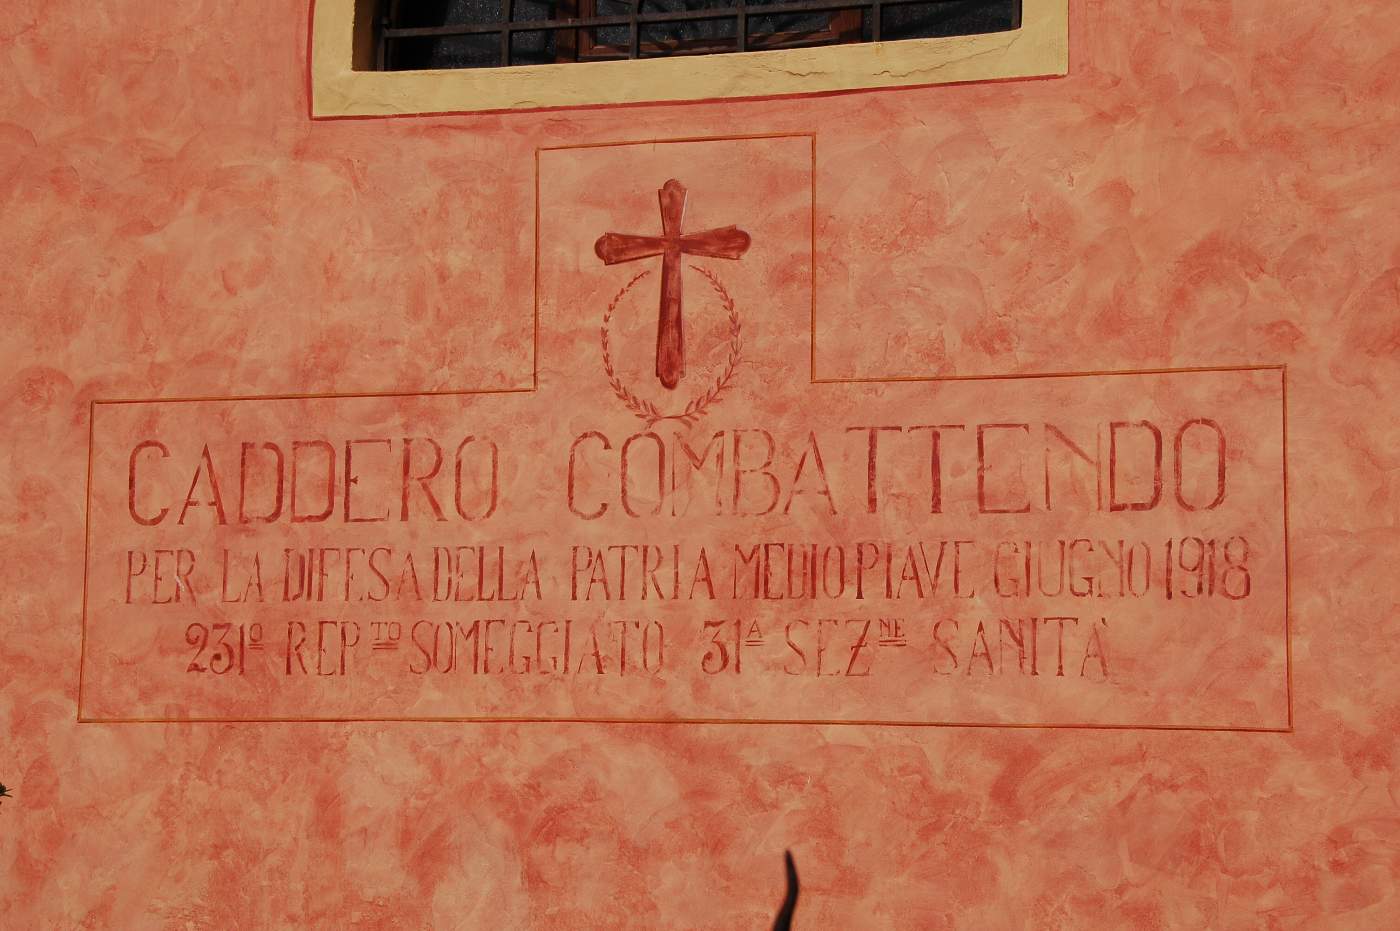 CADDERO COMBATTENDO
PER LA DIFESA DELLA PATRIA MEDIO PIAVE GIUGNO 1918
231º REPTO SOMEGGIATO 31A SEZNE SANITÀ